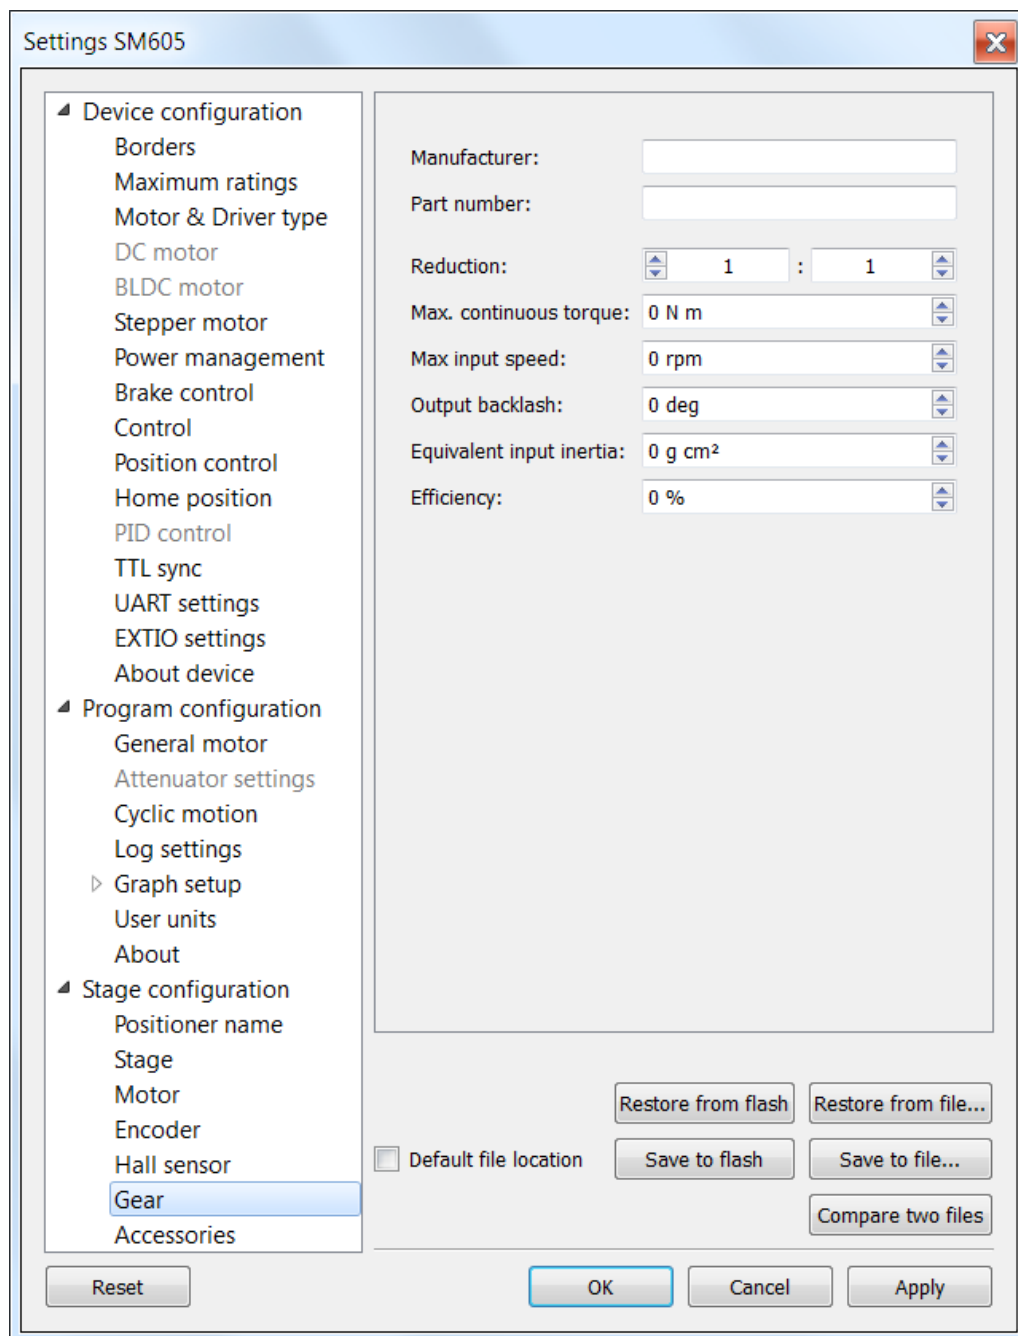 Settings SM605
Device configuration
Borders
Maximum ratings
Motor & Driver type
DC motor
BLDC motor
Stepper motor
Power management
Brake control
Control
Position control
Home position
PID control
TTL sync
UART settings
EXTIO settings
About device
Program configuration
General motor
Attenuator settings
Cyclic motion
Log settings
Graph setup
User units
About
Stage configuration
Positioner name
Stage
Motor
Encoder
Hall sensor
Gear
Accessories
Manufacturer:
Part number:
Reduction: 1 : 1
Max. continuous torque: 0 N m
Max input speed: 0 rpm
Output backlash: 0 deg
Equivalent input inertia: 0 g cm²
Efficiency: 0 %
Restore from flash Restore from file...
Default file location Save to flash Save to file...
Compare two files
Reset OK Cancel Apply